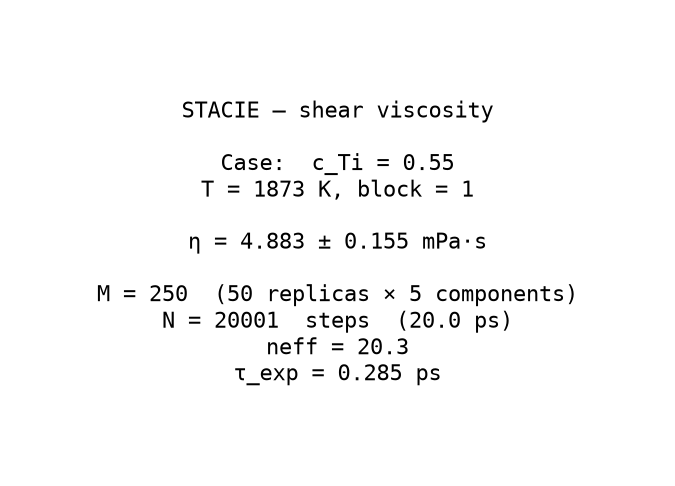 STACIE — shear viscosity
Case:  c_Ti = 0.55
T = 1873 K, block = 1
η = 4.883 ± 0.155 mPa·s
M = 250  (50 replicas × 5 components)
N = 20001  steps  (20.0 ps)
neff = 20.3
τ_exp = 0.285 ps